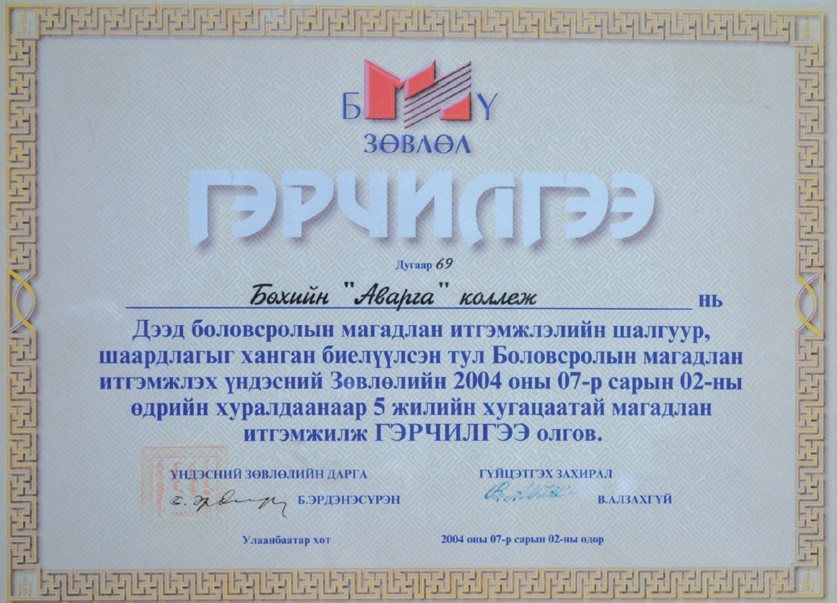 Б Ү
ЗӨВЛӨЛ
ГЭРЧИЛГЭЭ
Дугаар 69
Бөхийн "Аварга" коллеж нь
Дээд боловсролын магадлан итгэмжлэлийн шалгуур,
шаардлагыг ханган биелүүлсэн тул Боловсролын магадлан
итгэмжлэх үндэсний Зөвлөлийн 2004 оны 07-р сарын 02-ны
өдрийн хуралдаанаар 5 жилийн хугацаатай магадлан
итгэмжилж ГЭРЧИЛГЭЭ олгов.
ҮНДЭСНИЙ ЗӨВЛӨЛИЙН ДАРГА ГҮЙЦЭТГЭХ ЗАХИРАЛ
Б.ЭРДЭНЭСҮРЭН В.АЛЗАХГҮЙ
Улаанбаатар хот 2004 оны 07-р сарын 02-ны өдөр